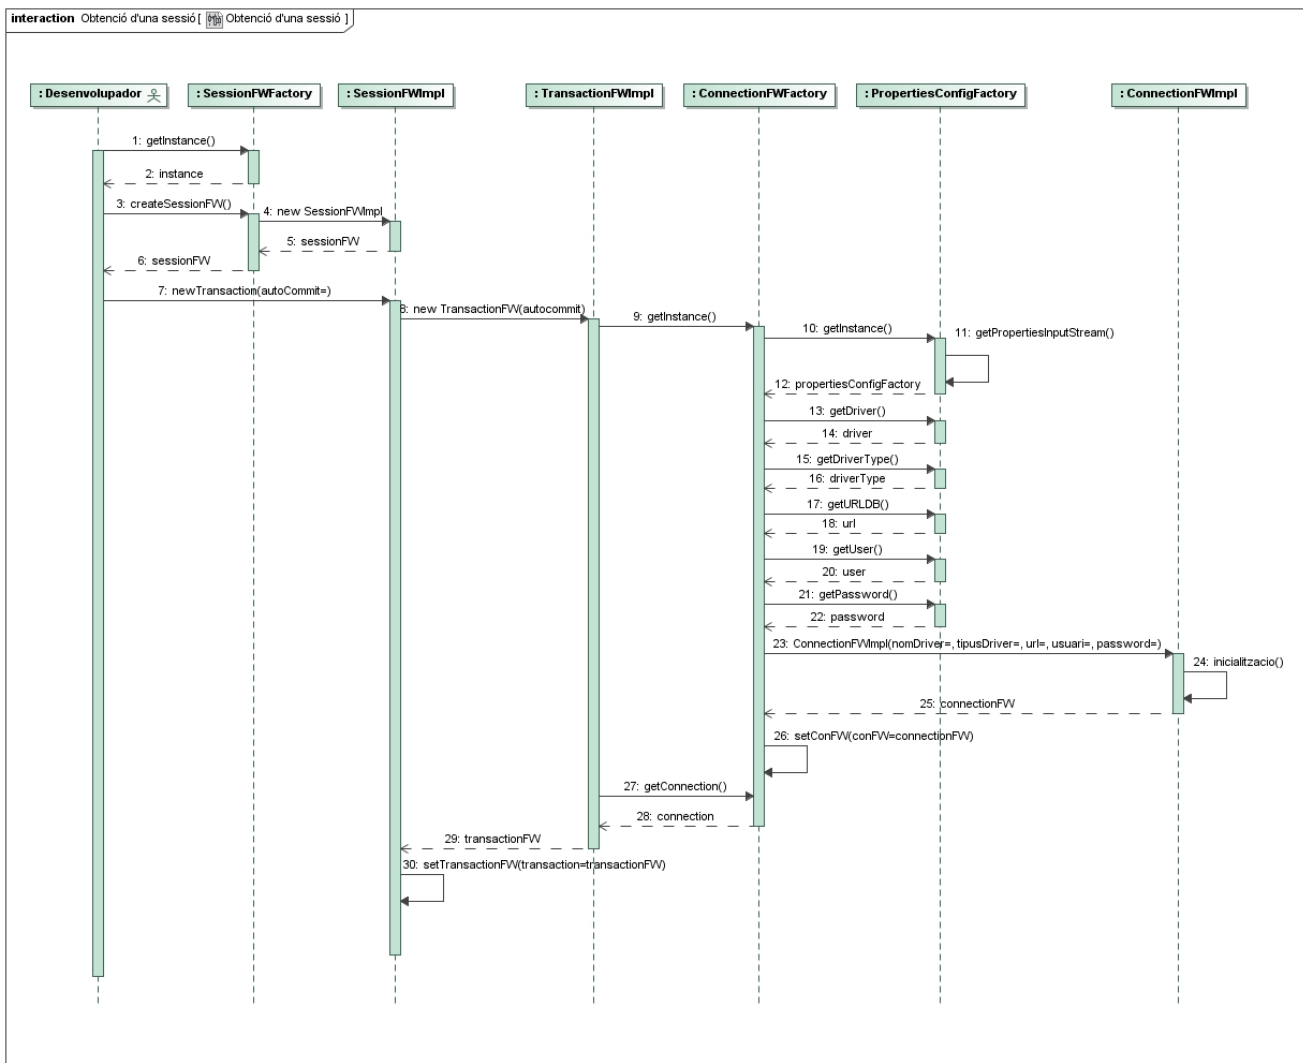 interaction Obtenció d'una sessió [ Obtenció d'una sessió ]
: Desenvolupador
: SessionFWFactory
: SessionFWImpl
: TransactionFWImpl
: ConnectionFWFactory
: PropertiesConfigFactory
: ConnectionFWImpl
1: getInstance()
2: instance
3: createSessionFW()
4: new SessionFWImpl
5: sessionFW
6: sessionFW
7: newTransaction(autoCommit=)
8: new TransactionFW(autocommit)
9: getInstance()
10: getInstance()
11: getPropertiesInputStream()
12: propertiesConfigFactory
13: getDriver()
14: driver
15: getDriverType()
16: driverType
17: getURLDB()
18: url
19: getUser()
20: user
21: getPassword()
22: password
23: ConnectionFWImpl(nomDriver=, tipusDriver=, url=, usuari=, password=)
24: inicialitzacio()
25: connectionFW
26: setConFW(conFW=connectionFW)
27: getConnection()
28: connection
29: transactionFW
30: setTransactionFW(transaction=transactionFW)